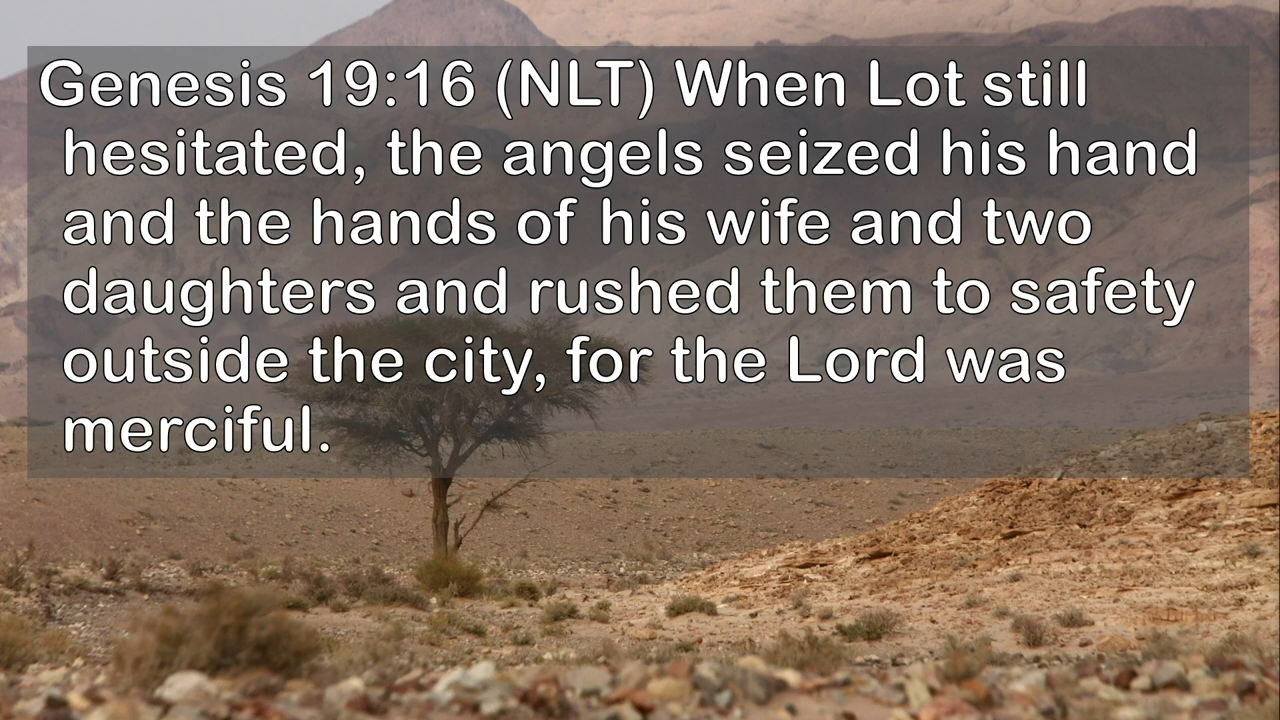 Genesis 19:16 (NLT) When Lot still
hesitated, the angels seized his hand
and the hands of his wife and two
daughters and rushed them to safety
outside the city, for the Lord was
merciful.